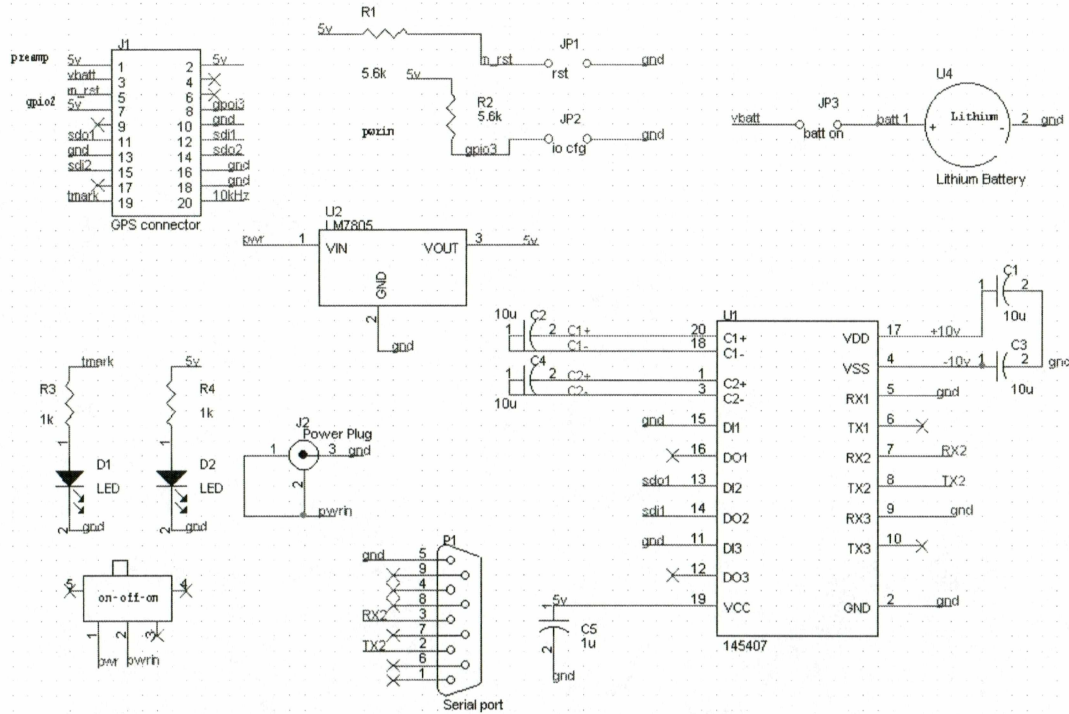 J1
preamp 5v 1 2 5v
vbatt 3 4
m_rst 5 6
gpio2 5v 7 8 gpoi3
9 10 gnd
sdo1 11 12 sdi1
gnd 13 14 sdo2
sdi2 15 16 gnd
17 18 gnd
tmark 19 20 10kHz
GPS connector
R1
5v
5.6k
m_rst
JP1
rst
gnd
5v
R2
5.6k
pwrin
gpio3
JP2
io cfg
gnd
U4
JP3
vbatt
batt on
batt 1
+ Lithium -
2 gnd
Lithium Battery
U2
LM7805
pwr 1 VIN VOUT 3 5v
GND
2
gnd
10u C2
1 2 C1+
C1-
C4
1 2 C2+
C2-
10u
U1
20 C1+
18 C1-
1 C2+
3 C2-
gnd 15 DI1
16 DO1
sdo1 13 DI2
sdi1 14 DO2
gnd 11 DI3
12 DO3
5v 19 VCC
VDD 17 +10v
VSS 4 -10v
RX1 5 gnd
TX1 6
RX2 7 RX2
TX2 8 TX2
RX3 9 gnd
TX3 10
GND 2 gnd
145407
C1
1 2
10u
C3
1 2
10u
gnd
1
C5
1u
2
gnd
tmark
R3
1k
1
D1
LED
2 gnd
5v
R4
1k
1
D2
LED
2 gnd
J2
Power Plug
1 3 gnd
2
pwrin
5 4
on-off-on
1 2 3
pwr pwrin
P1
gnd 5
9
4
8
RX2 3
7
TX2 2
6
1
Serial port